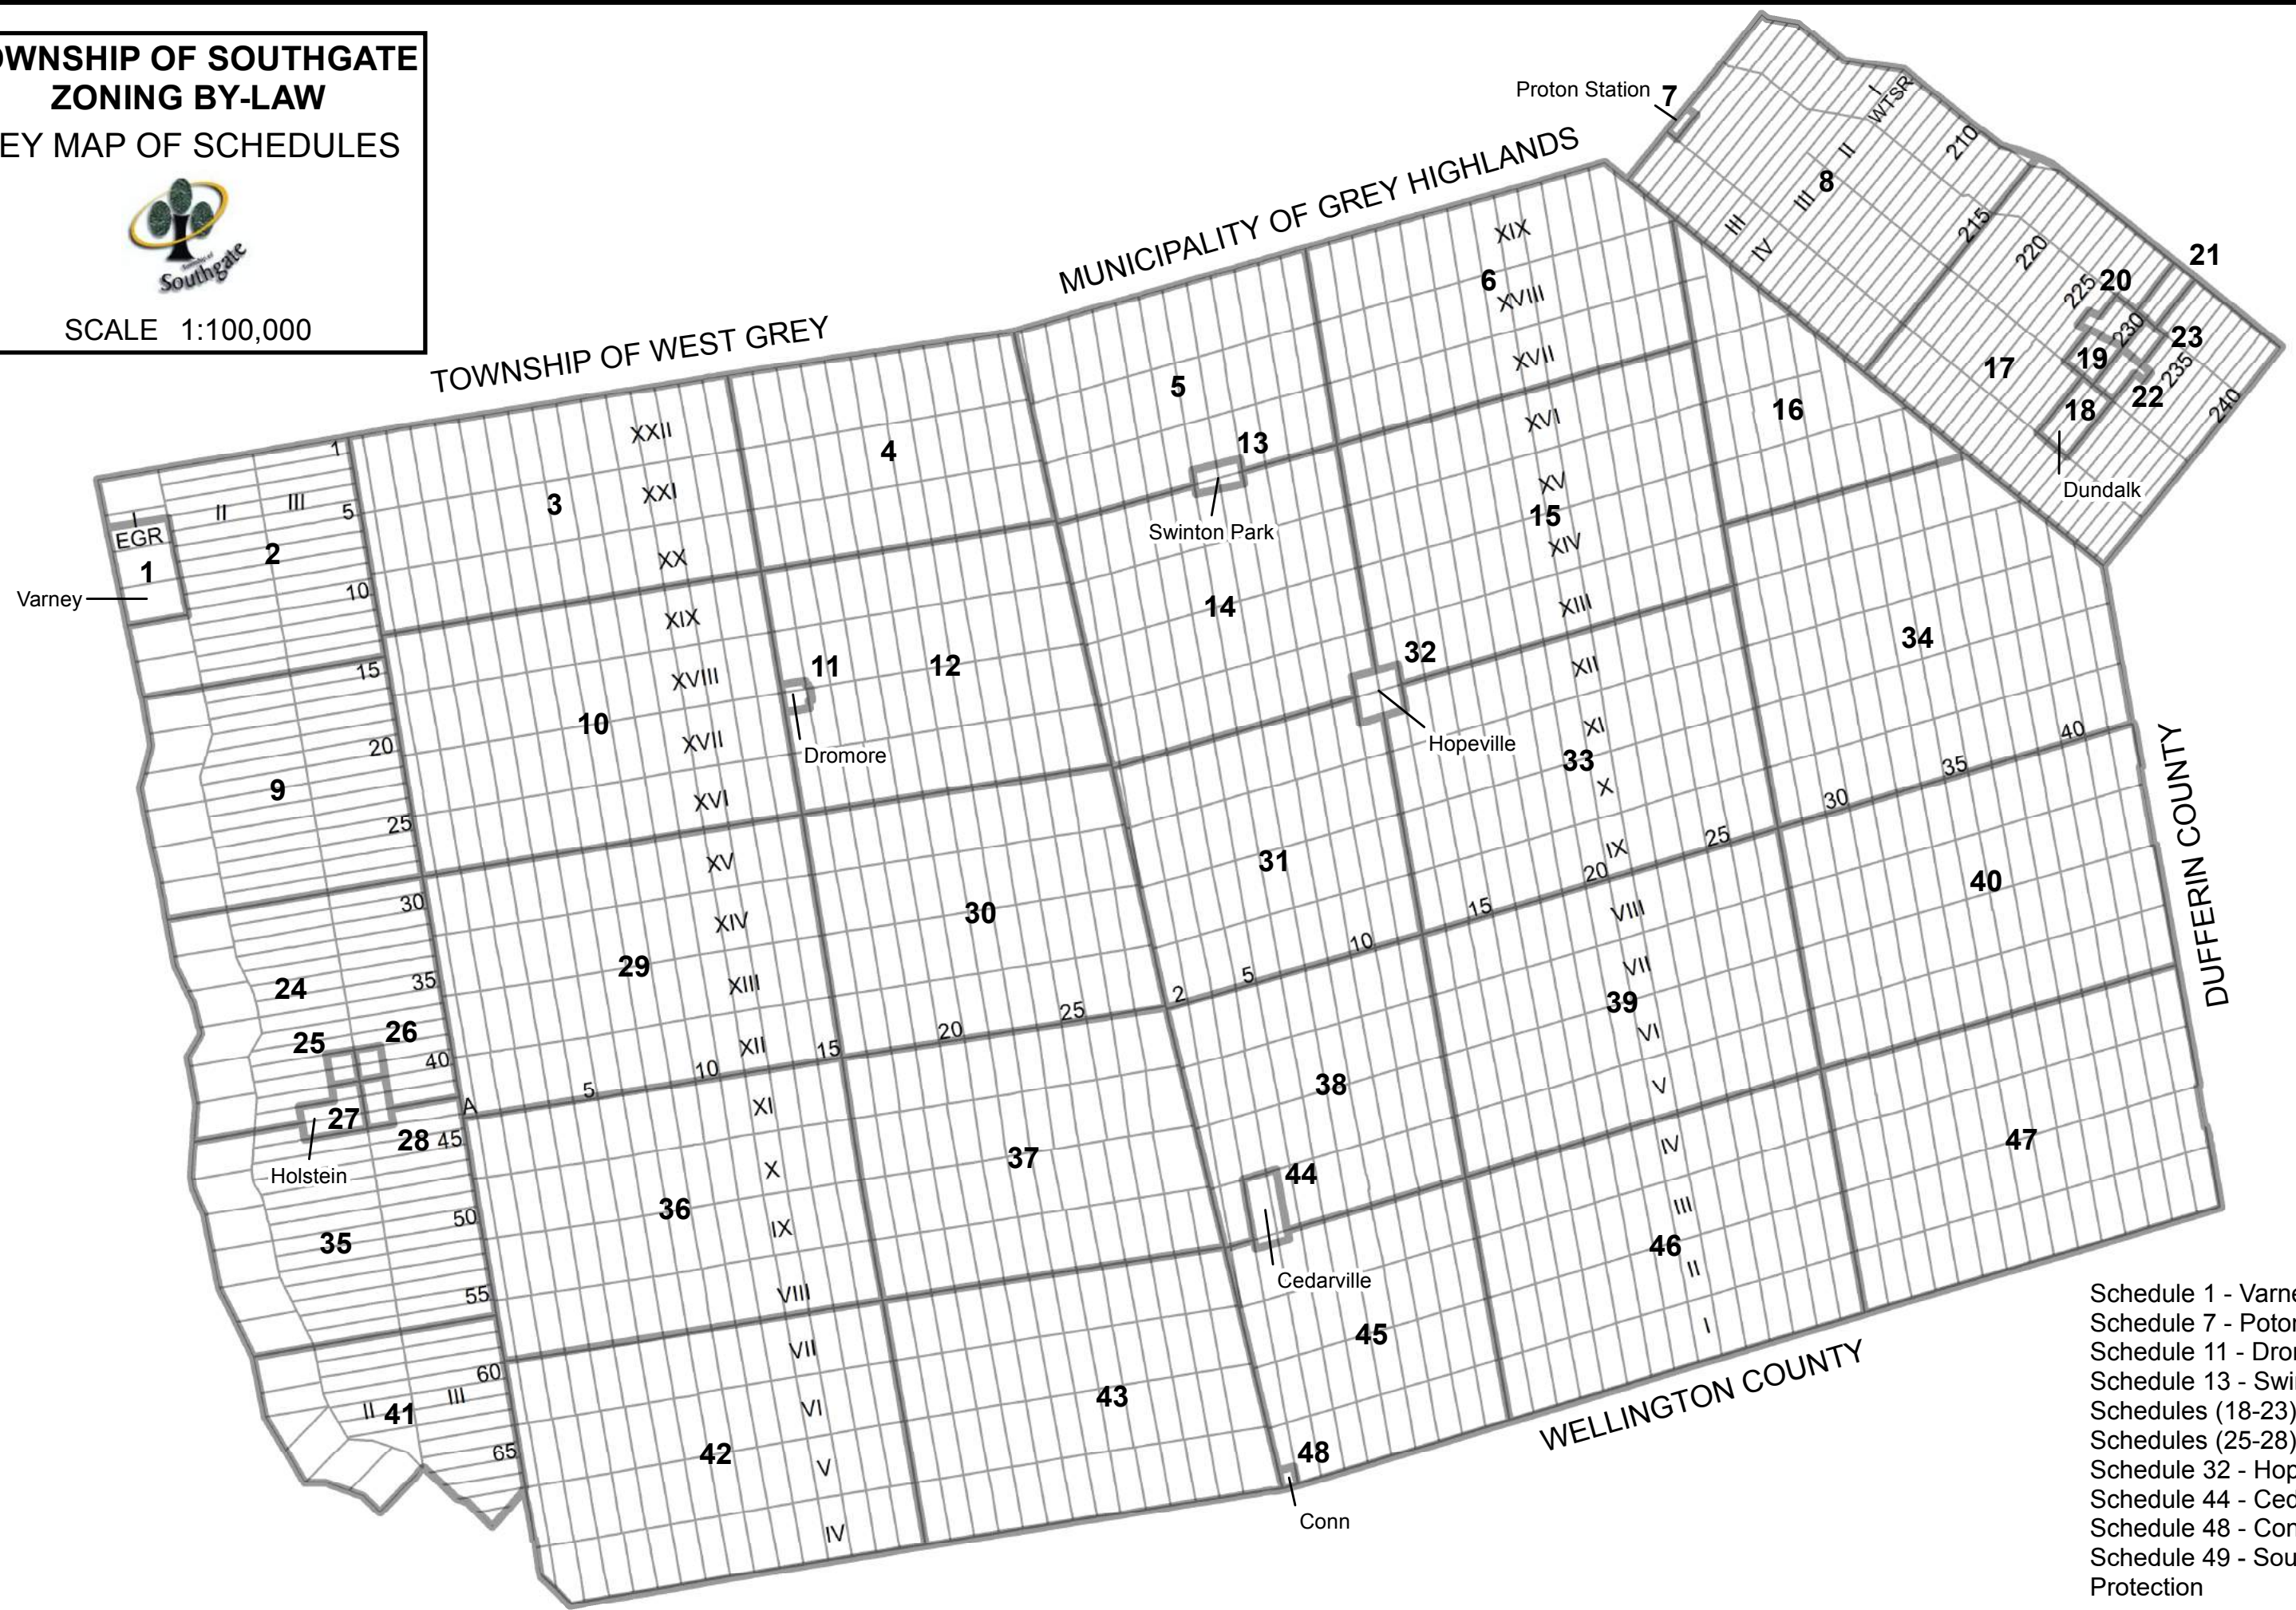 OWNSHIP OF SOUTHGATE
ZONING BY-LAW
EY MAP OF SCHEDULES
Township of
Southgate
SCALE 1:100,000
Proton Station 7
MUNICIPALITY OF GREY HIGHLANDS
TOWNSHIP OF WEST GREY
DUFFERIN COUNTY
WELLINGTON COUNTY
I
WTSR
210
II
8
III
III
IV
215
220
21
20
225
230
23
19
235
17
22
18
240
Dundalk
XIX
6
XVIII
XVII
5
16
13
XVI
Swinton Park
XV
15
XIV
14
XIII
34
32
XII
Hopeville
XI
33
X
IX
31
XXII
4
3
XXI
XX
1
I
II
III
5
EGR
2
1
10
Varney
XIX
11
12
15
XVIII
10
XVII
Dromore
20
9
XVI
25
XV
30
30
XIV
29
24
35
XIII
25
26
40
XII
A
27
28
45
Holstein
5
10
15
20
25
2
5
10
15
20
25
30
35
40
40
VIII
VII
39
VI
V
38
XI
37
X
36
IX
50
35
VIII
55
44
Cedarville
IV
47
III
46
II
I
45
VII
60
III
II
41
VI
43
65
42
V
48
IV
Conn
Schedule 1 - Varne
Schedule 7 - Poton
Schedule 11 - Dron
Schedule 13 - Swi
Schedules (18-23)
Schedules (25-28)
Schedule 32 - Hop
Schedule 44 - Ced
Schedule 48 - Con
Schedule 49 - Sou
Protection